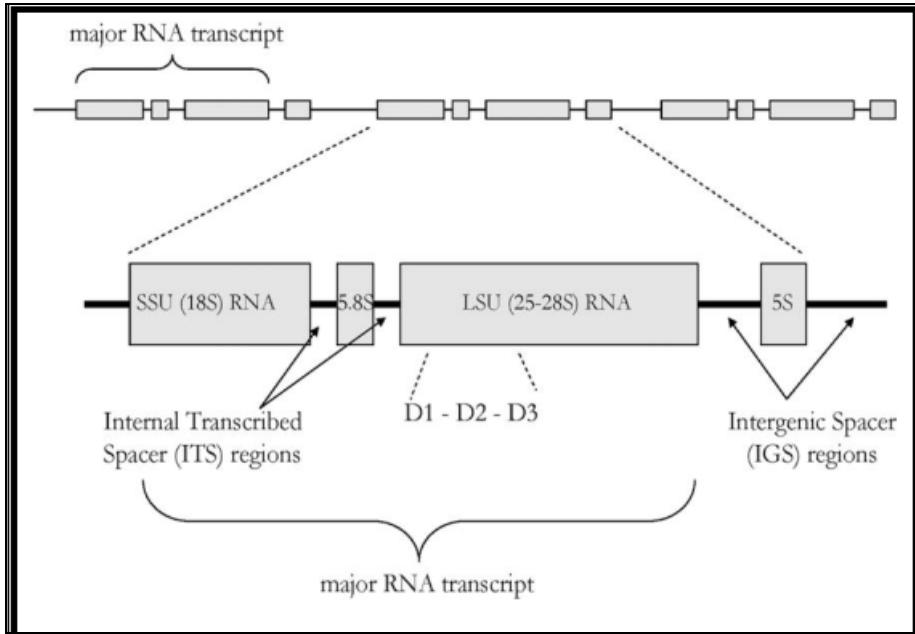 major RNA transcript
SSU (18S) RNA
5.8S
LSU (25-28S) RNA
5S
D1 - D2 - D3
Internal Transcribed
Spacer (ITS) regions
Intergenic Spacer
(IGS) regions
major RNA transcript